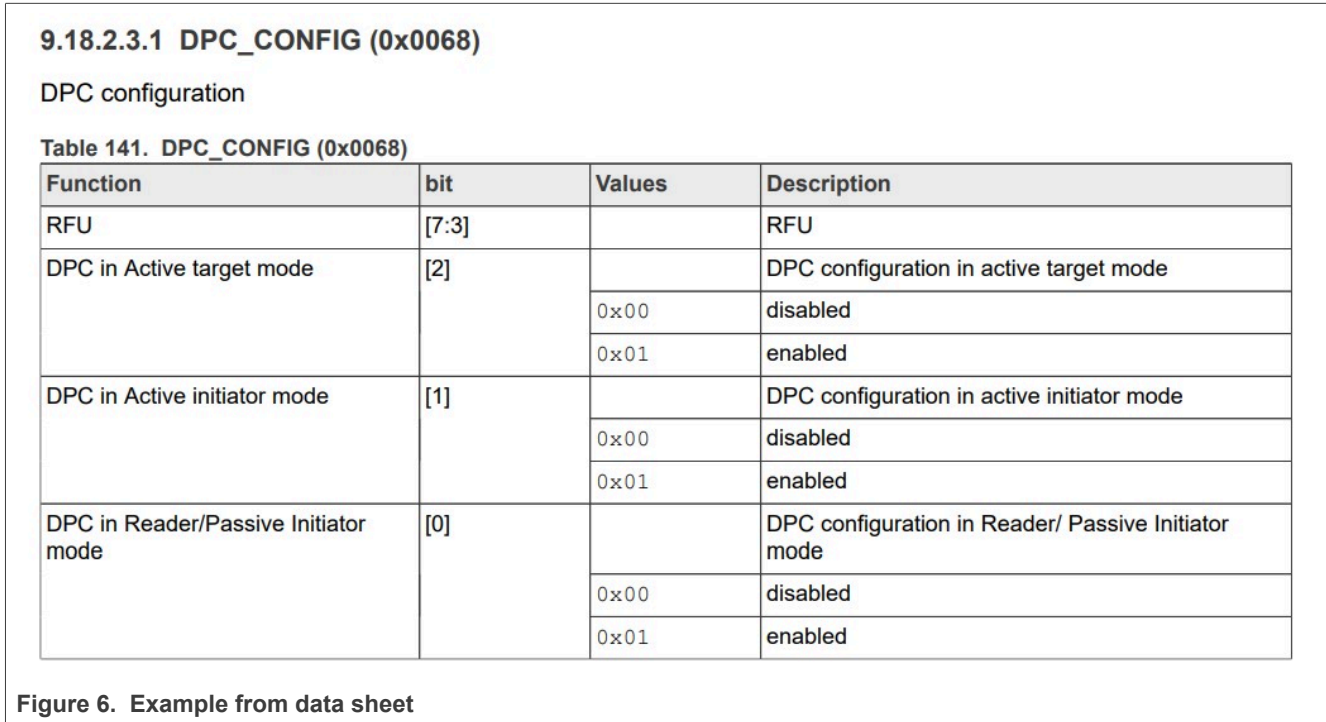 9.18.2.3.1 DPC_CONFIG (0x0068)
DPC configuration
Table 141. DPC_CONFIG (0x0068)
Function bit Values Description
RFU [7:3] RFU
DPC in Active target mode [2] DPC configuration in active target mode
0x00 disabled
0x01 enabled
DPC in Active initiator mode [1] DPC configuration in active initiator mode
0x00 disabled
0x01 enabled
DPC in Reader/Passive Initiator [0] DPC configuration in Reader/ Passive Initiator
mode mode
0x00 disabled
0x01 enabled
Figure 6. Example from data sheet